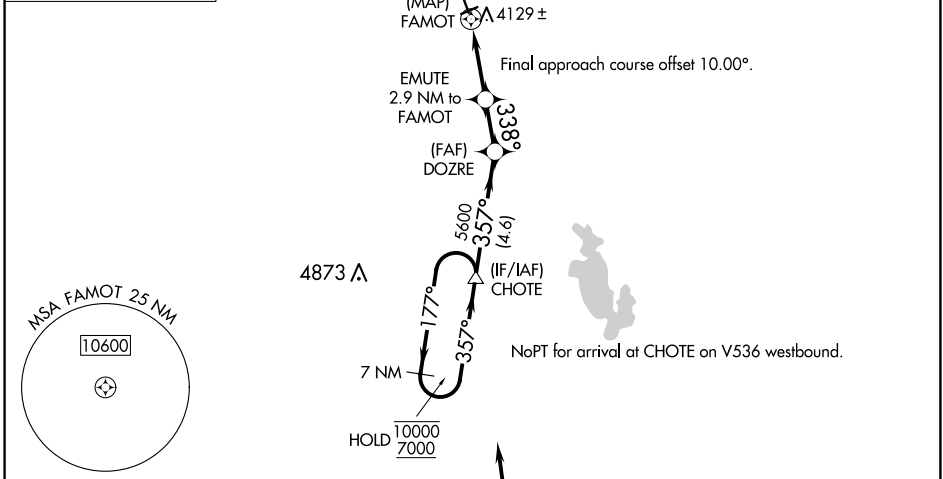 (MAP)
FAMOT
4129 ±
Final approach course offset 10.00°.
EMUTE
2.9 NM to
FAMOT
338°
(FAF)
DOZRE
5600
357°
(4.6)
4873
(IF/IAF)
CHOTE
177°
357°
MSA FAMOT 25 NM
10600
NoPT for arrival at CHOTE on V536 westbound.
7 NM
HOLD
10000
7000